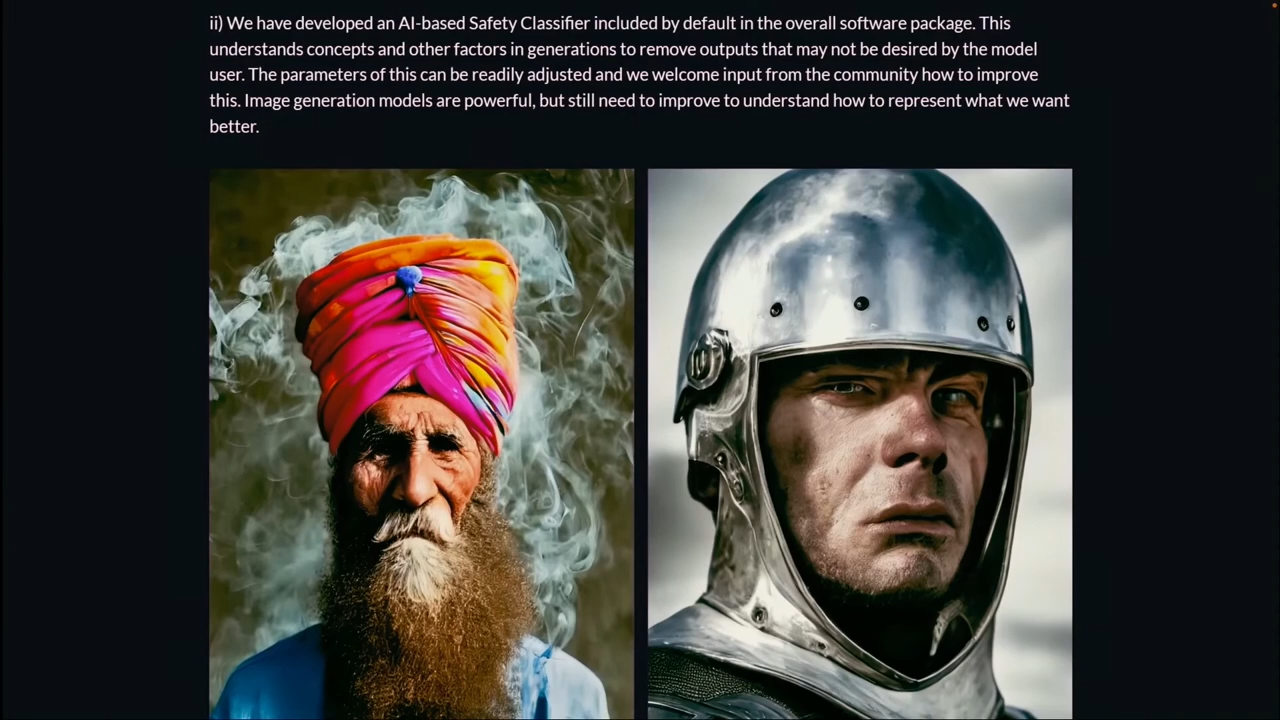 ii) We have developed an AI-based Safety Classifier included by default in the overall software package. This
understands concepts and other factors in generations to remove outputs that may not be desired by the model
user. The parameters of this can be readily adjusted and we welcome input from the community how to improve
this. Image generation models are powerful, but still need to improve to understand how to represent what we want
better.